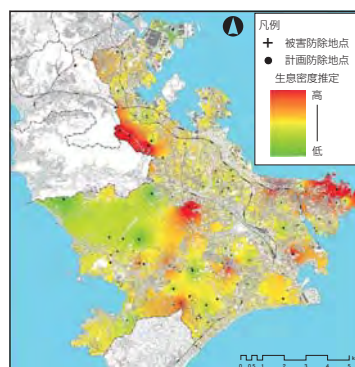 凡例
被害防除地点
計画防除地点
生息密度推定
高
低